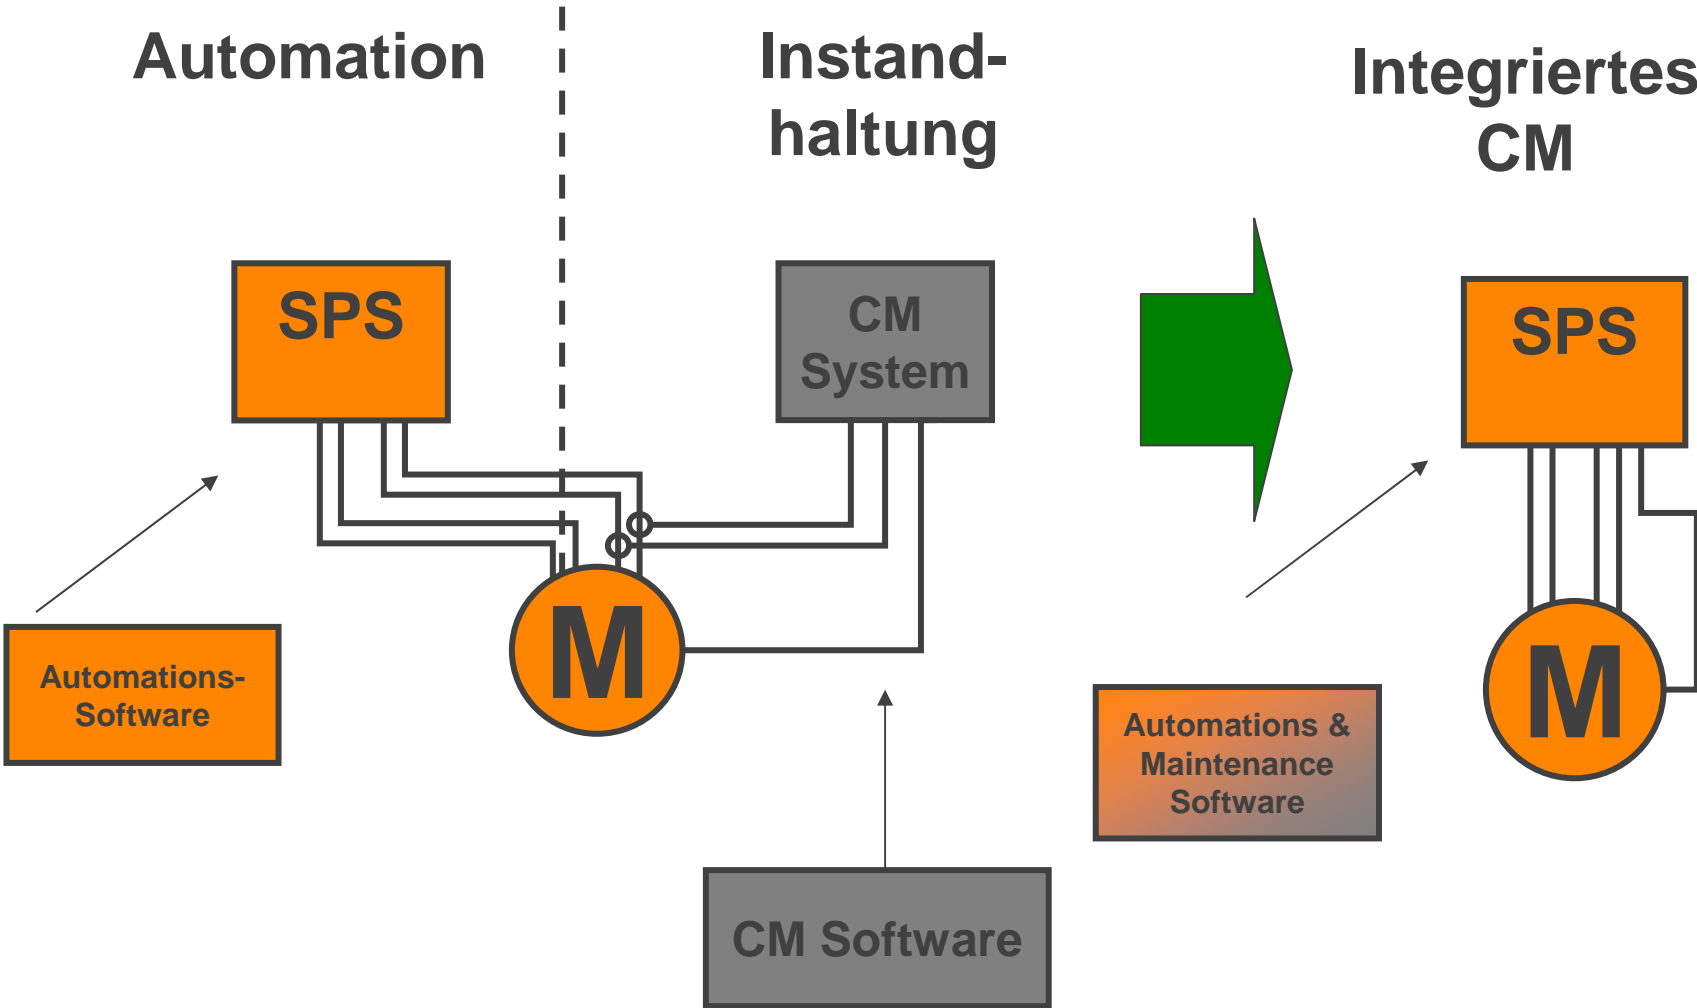 Automation
Instand-
haltung
Integriertes
CM
SPS
CM
System
SPS
M
M
Automations-
Software
Automations &
Maintenance
Software
CM Software